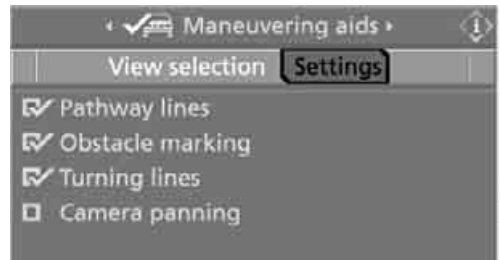 Maneuvering aids
View selection Settings
Pathway lines
Obstacle marking
Turning lines
Camera panning